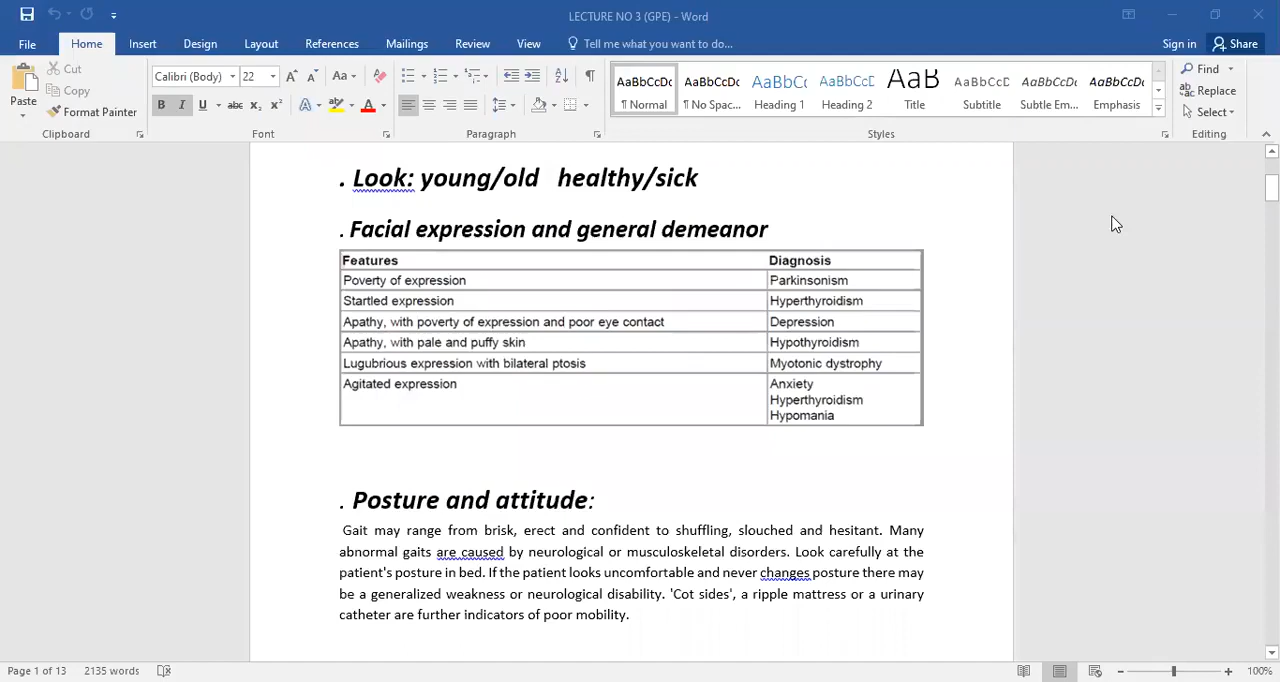 LECTURE NO 3 (GPE) - Word
File Home Insert Design Layout References Mailings Review View Tell me what you want to do... Sign in Share
Paste
Cut
Copy
Format Painter
Clipboard
Calibri (Body) 22
Font
Paragraph
AaBbCcDc AaBbCcDc AaBbCc AaBbCcD AaB AaBbCcD AaBbCcDc AaBbCcDc
¶ Normal ¶ No Spac... Heading 1 Heading 2 Title Subtitle Subtle Em... Emphasis
Styles
Find
Replace
Select
Editing
. Look: young/old healthy/sick
. Facial expression and general demeanor
Features Diagnosis
Poverty of expression Parkinsonism
Startled expression Hyperthyroidism
Apathy, with poverty of expression and poor eye contact Depression
Apathy, with pale and puffy skin Hypothyroidism
Lugubrious expression with bilateral ptosis Myotonic dystrophy
Agitated expression Anxiety
Hyperthyroidism
Hypomania
. Posture and attitude:
Gait may range from brisk, erect and confident to shuffling, slouched and hesitant. Many
abnormal gaits are caused by neurological or musculoskeletal disorders. Look carefully at the
patient's posture in bed. If the patient looks uncomfortable and never changes posture there may
be a generalized weakness or neurological disability. 'Cot sides', a ripple mattress or a urinary
catheter are further indicators of poor mobility.
Page 1 of 13 2135 words 100%